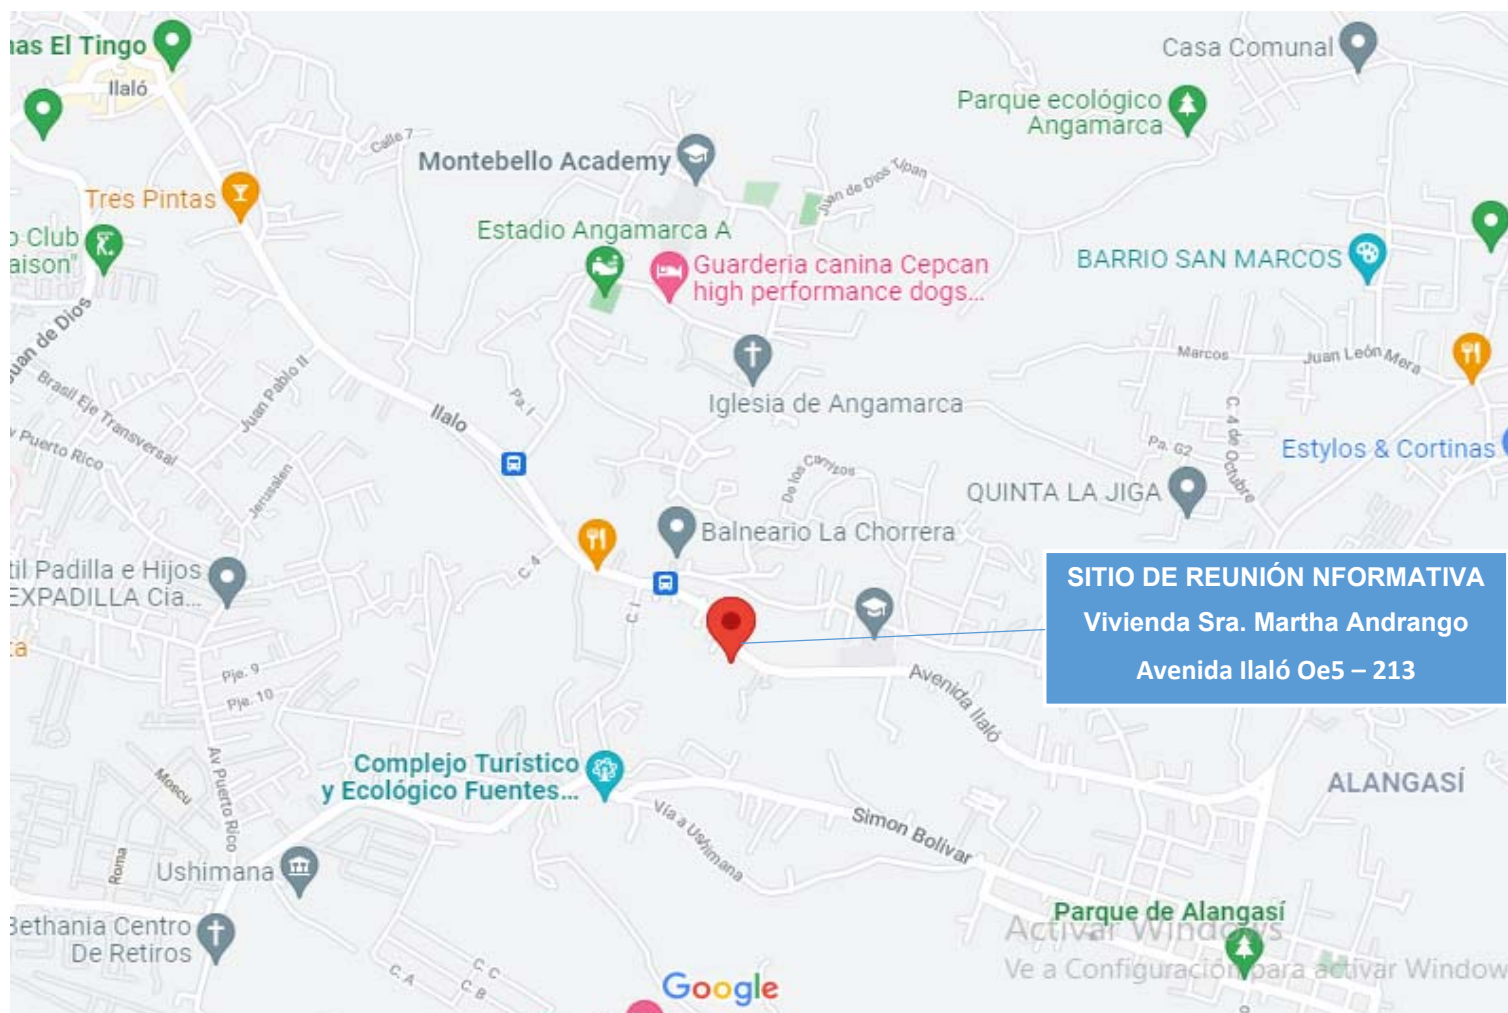 nas El Tingo
Ilaló
Casa Comunal
Parque ecológico
Angamarca
Calle 7
Montebello Academy
Juan de Dios Ulpan
Tres Pintas
Estadio Angamarca A
o Club
aison"
Guarderia canina Cepcan
high performance dogs...
BARRIO SAN MARCOS
Juan de Dios
Marcos
Juan León Mera
Juan Pablo II
Brasil Eje Transversal
Pa. I
Ilalo
Iglesia de Angamarca
C. 4 de Octubre
Puerto Rico
Pa. G2
Estylos & Cortinas
De los Carrizos
Jerusalen
QUINTA LA JIGA
Balneario La Chorrera
C. 4
til Padilla e Hijos
EXPADILLA Cia...
C. I
SITIO DE REUNIÓN NFORMATIVA
Vivienda Sra. Martha Andrango
Avenida Ilaló Oe5 – 213
ta
Pje. 9
Pje. 10
Avenida Ilaló
Av Puerto Rico
Moscu
Complejo Turístico
y Ecológico Fuentes...
ALANGASÍ
Vía a Ushimana
Simon Bolivar
Roma
Ushimana
Parque de Alangasí
Activar Windows
Ve a Configuración para activar Window
Bethania Centro
De Retiros
C. A
C. C
C. B
Google